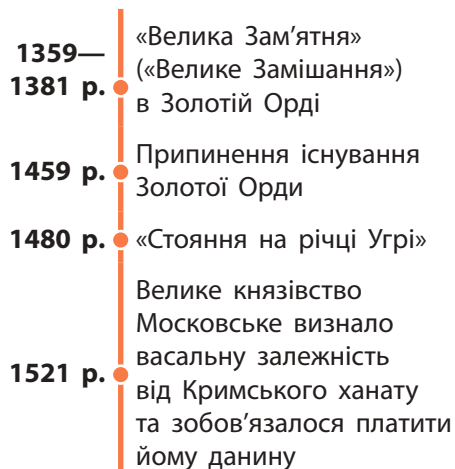 1359—
1381 р.
«Велика Зам’ятня»
(«Велике Замішання»)
в Золотій Орді
1459 р.
Припинення існування
Золотої Орди
1480 р.
«Стояння на річці Угрі»
1521 р.
Велике князівство
Московське визнало
васальну залежність
від Кримського ханату
та зобов'язалося платити
йому данину